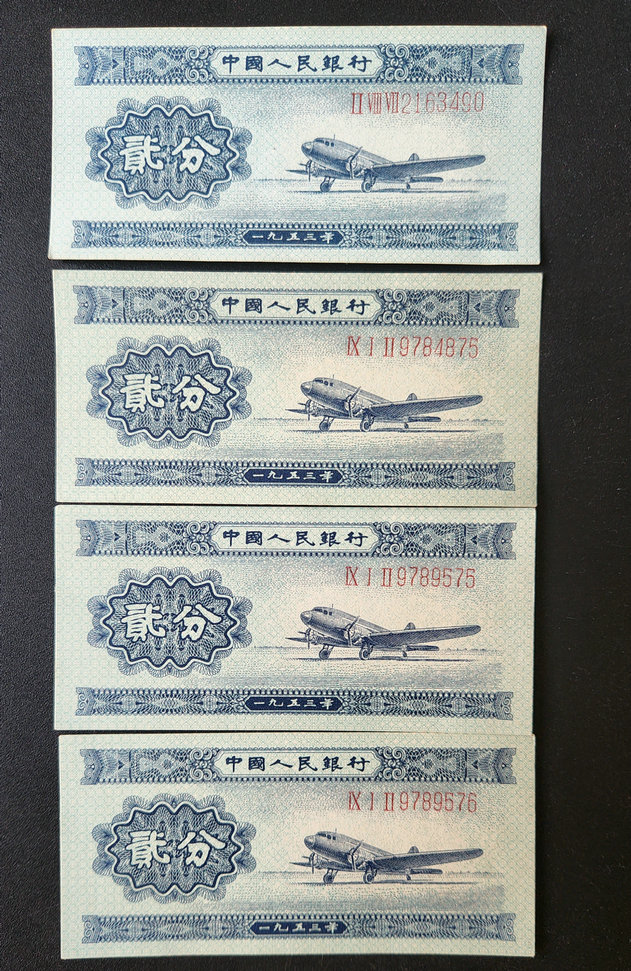 中國人民銀行
II VIII VII 2163490
貳分
一九五三年
中國人民銀行
IX I II 9784875
貳分
一九五三年
中國人民銀行
IX I II 9789575
貳分
一九五三年
中國人民銀行
IX I II 9789576
貳分
一九五三年